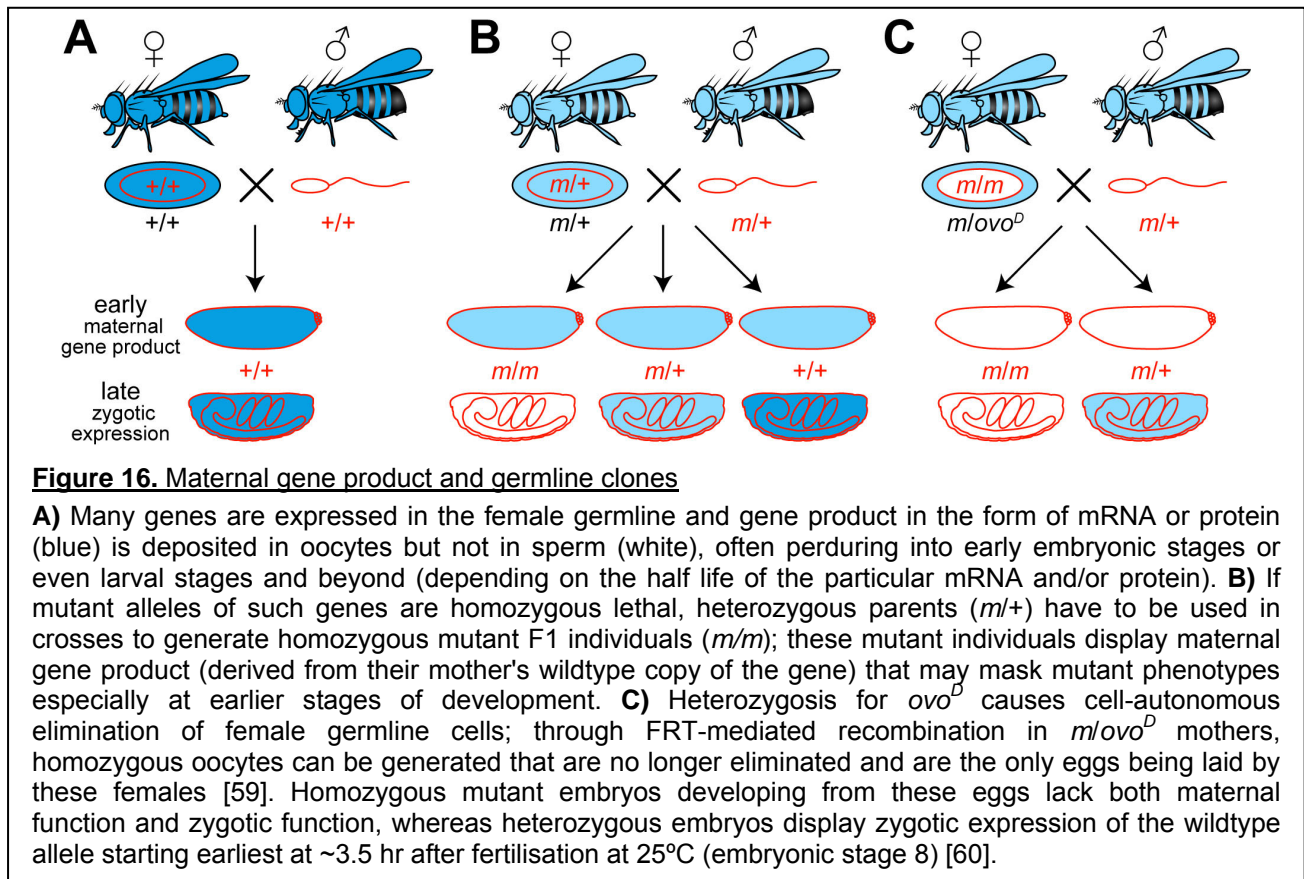 A
B
C
♀
♂
♀
♂
♀
♂
+/+
m/+
m/m
+/+
+/+
m/+
m/+
m/ovoD
m/+
early
maternal
gene product
+/+
m/m
m/+
+/+
m/m
m/+
late
zygotic
expression
Figure 16. Maternal gene product and germline clones
A) Many genes are expressed in the female germline and gene product in the form of mRNA or protein
(blue) is deposited in oocytes but not in sperm (white), often perduring into early embryonic stages or
even larval stages and beyond (depending on the half life of the particular mRNA and/or protein). B) If
mutant alleles of such genes are homozygous lethal, heterozygous parents (m/+) have to be used in
crosses to generate homozygous mutant F1 individuals (m/m); these mutant individuals display maternal
gene product (derived from their mother's wildtype copy of the gene) that may mask mutant phenotypes
especially at earlier stages of development. C) Heterozygosis for ovoD causes cell-autonomous
elimination of female germline cells; through FRT-mediated recombination in m/ovoD mothers,
homozygous oocytes can be generated that are no longer eliminated and are the only eggs being laid by
these females [59]. Homozygous mutant embryos developing from these eggs lack both maternal
function and zygotic function, whereas heterozygous embryos display zygotic expression of the wildtype
allele starting earliest at ~3.5 hr after fertilisation at 25ºC (embryonic stage 8) [60].